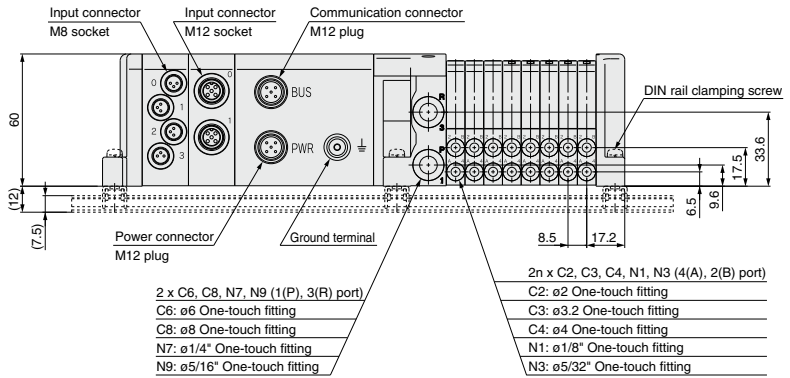 Input connector
M8 socket
Input connector
M12 socket
Communication connector
M12 plug
DIN rail clamping screw
0
1
2
3
0
1
BUS
PWR
R
3
P
1
60
(12)
(7.5)
33.6
17.5
9.6
6.5
8.5
17.2
Power connector
M12 plug
Ground terminal
2 x C6, C8, N7, N9 (1(P), 3(R) port)
C6: ø6 One-touch fitting
C8: ø8 One-touch fitting
N7: ø1/4" One-touch fitting
N9: ø5/16" One-touch fitting
2n x C2, C3, C4, N1, N3 (4(A), 2(B) port)
C2: ø2 One-touch fitting
C3: ø3.2 One-touch fitting
C4: ø4 One-touch fitting
N1: ø1/8" One-touch fitting
N3: ø5/32" One-touch fitting